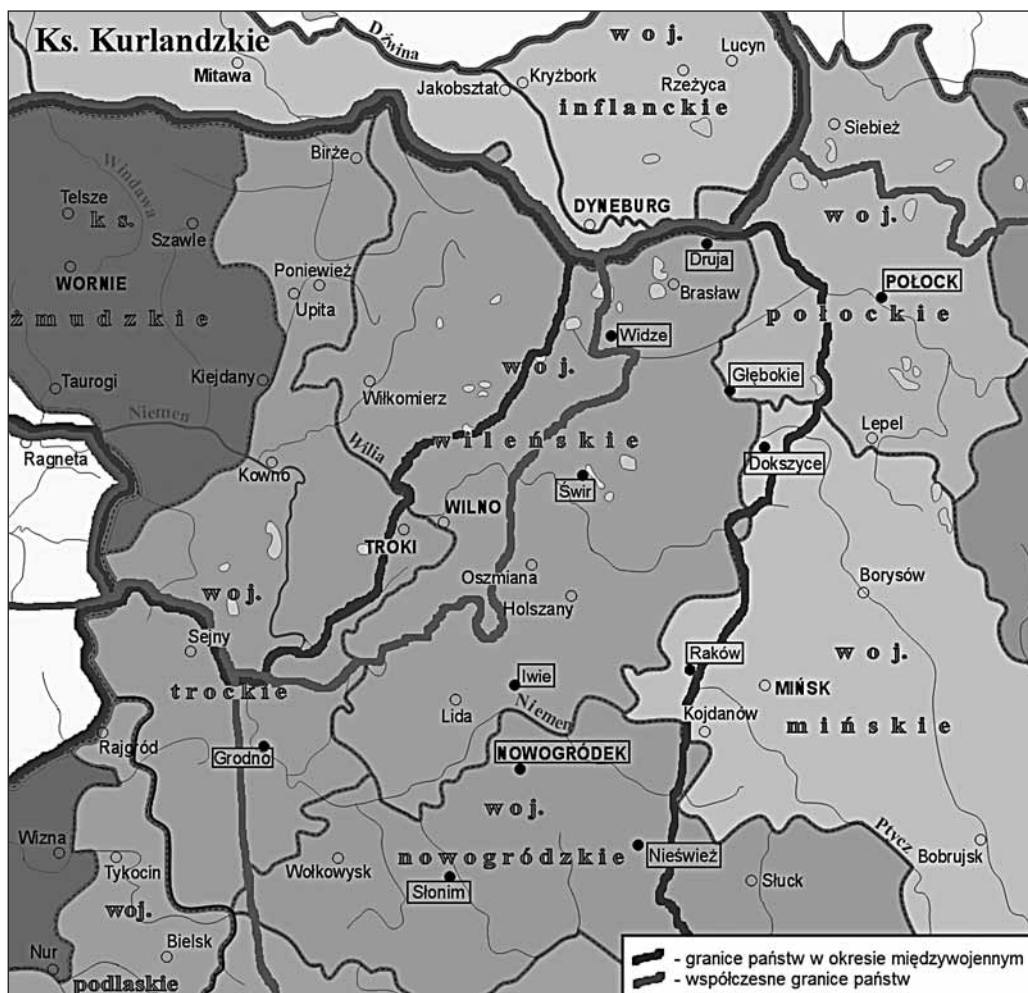 Ks. Kurlandzkie
Mitawa
Dźwina
Jakobsztat
Kryżbork
woj.
inflanckie
Lucyn
Rzeżyca
Siebież
Birże
Windawa
Telsze
ks.
Szawle
WORNIE
żmudzkie
Poniewież
Upita
DYNEBURG
Druja
Brasław
woj.
POŁOCK
połockie
Widze
woj.
Taurogi
Kiejdany
Wiłkomierz
Głębokie
Niemen
Wilia
wileńskie
Lepel
Ragneta
Kowno
Świr
Dokszyce
WILNO
TROKI
Oszmiana
Holszany
Borysów
woj.
Sejny
trockie
Raków
woj.
Iwie
MIŃSK
Lida
Niemen
Kojdanów
mińskie
Rajgród
Grodno
NOWOGRÓDEK
woj.
Wizna
Tykocin
Wołkowysk
nowogródzkie
Nieśwież
Ptycz
Bobrujsk
Słonim
Słuck
woj.
Nur
Bielsk
podlaskie
- granice państw w okresie międzywojennym
- współczesne granice państw